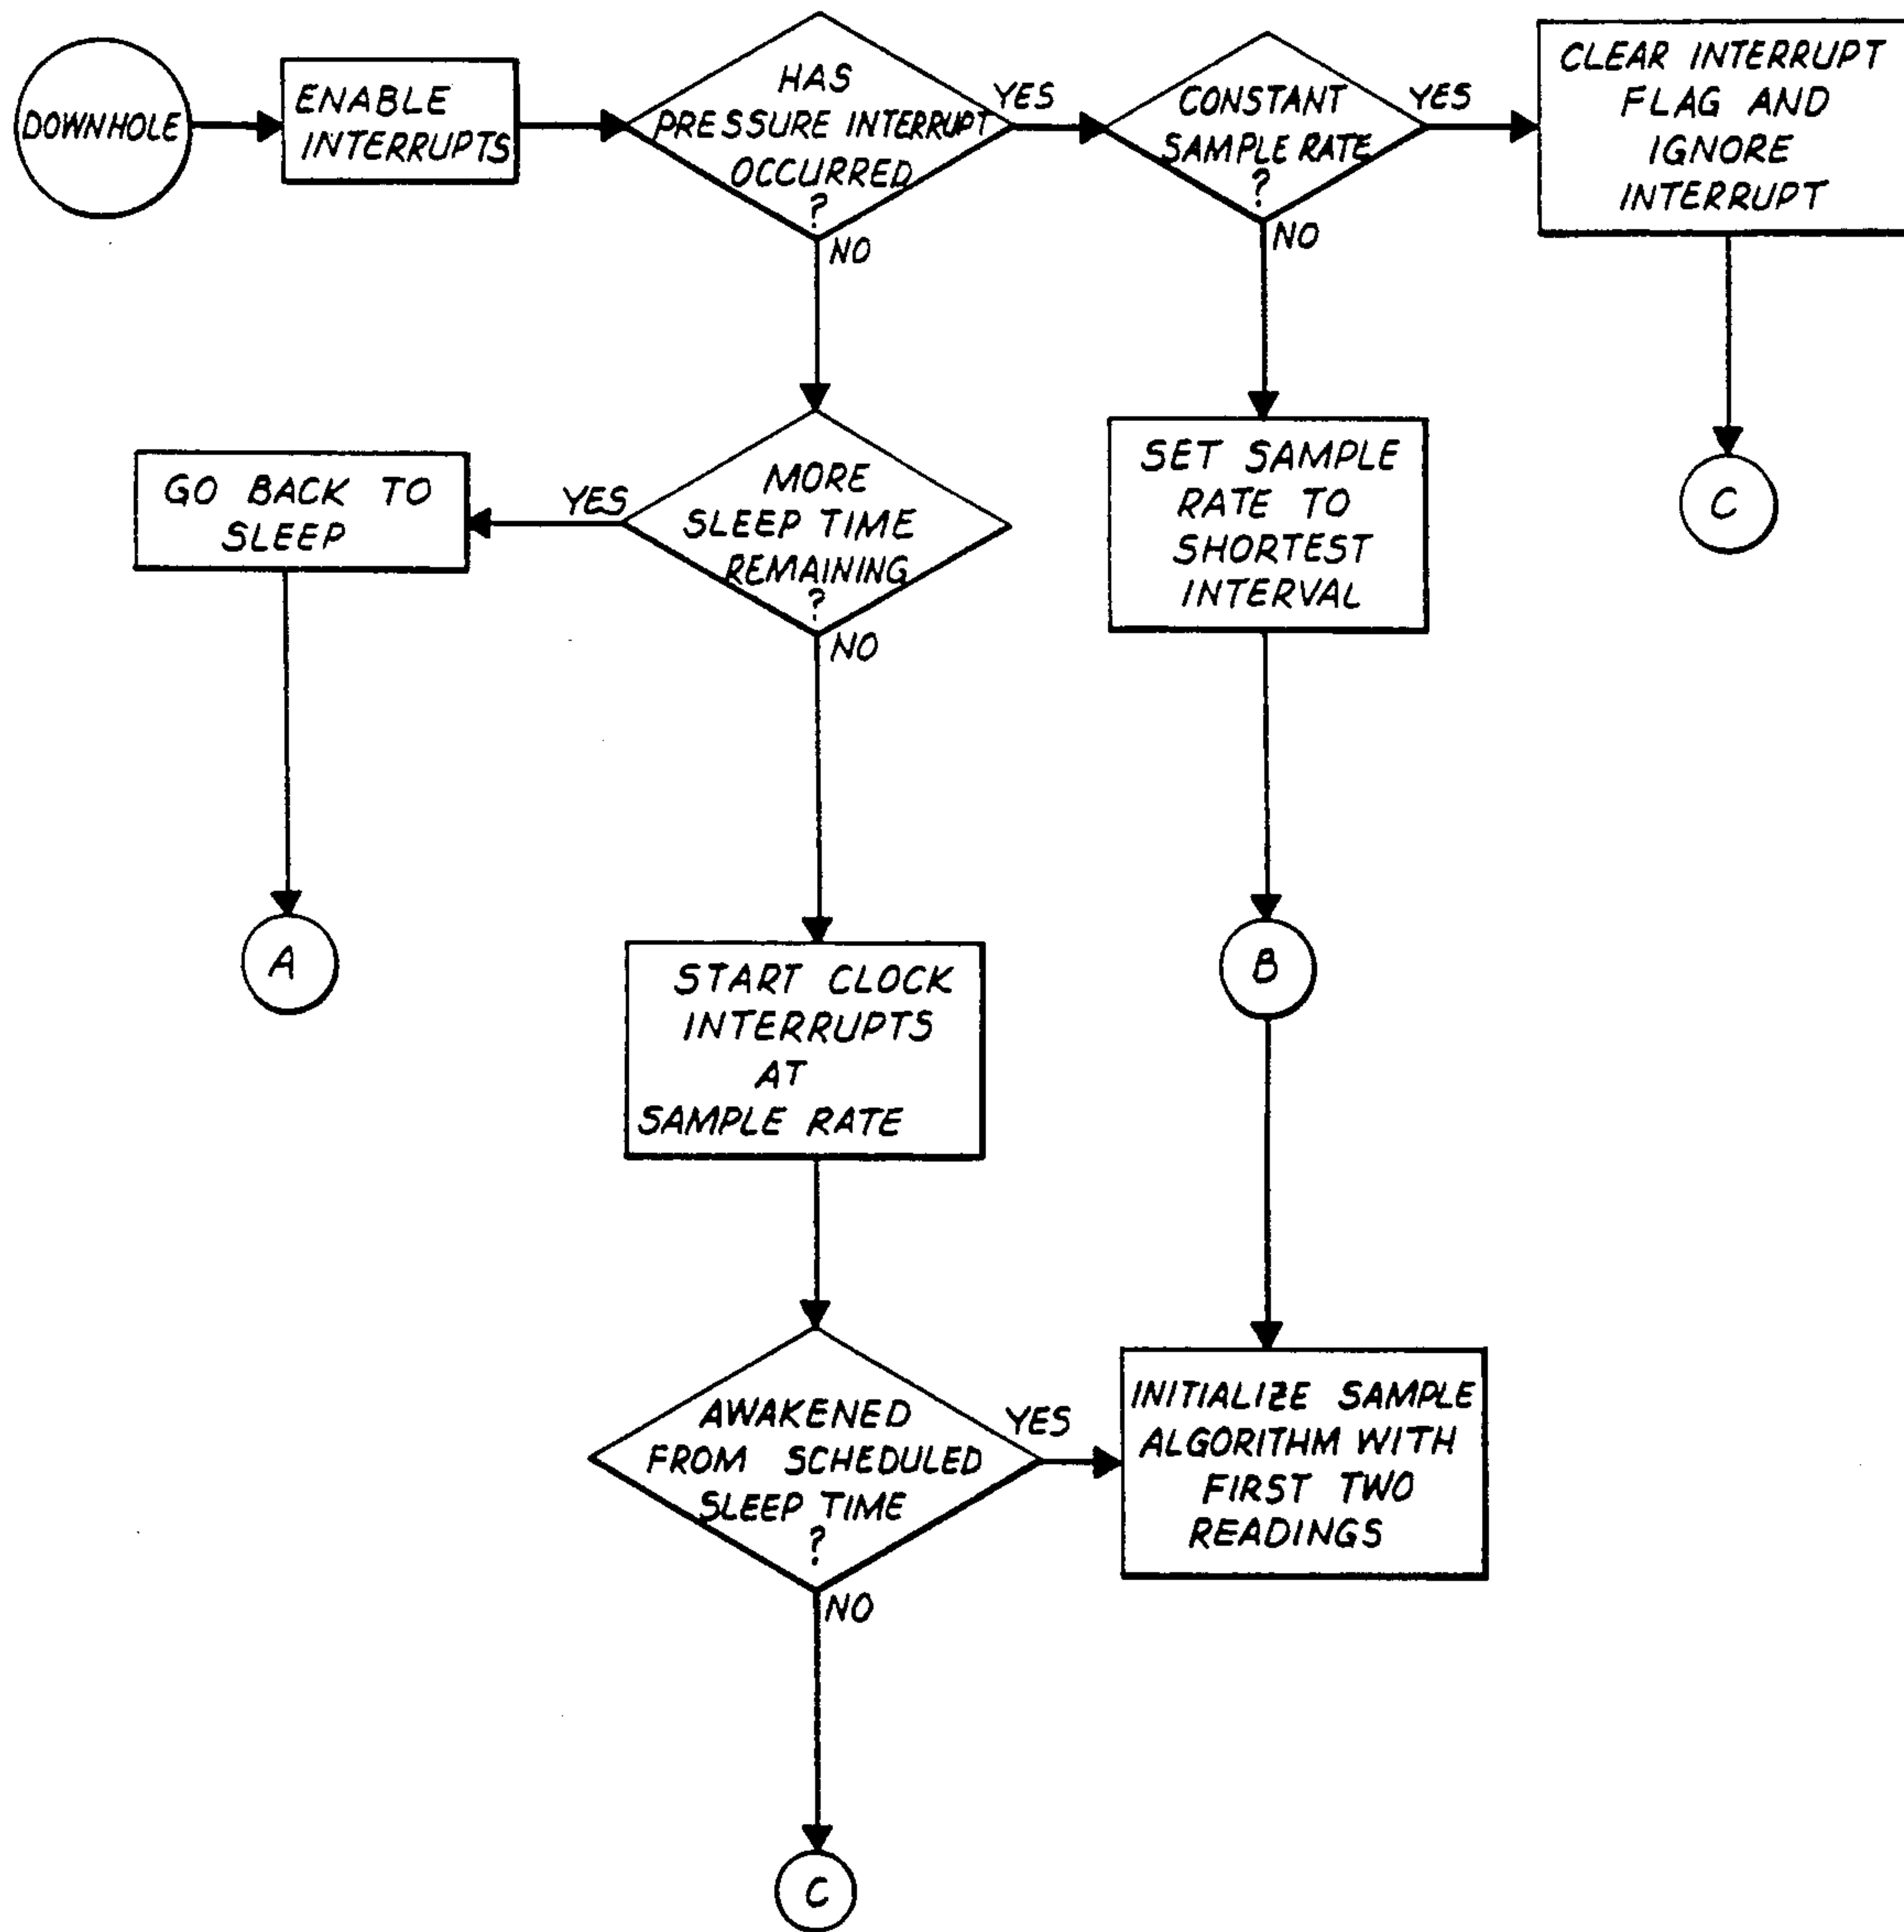 DOWNHOLE
ENABLE
INTERRUPTS
HAS
PRESSURE INTERRUPT
OCCURRED
?
YES
NO
CONSTANT
SAMPLE RATE
?
YES
NO
CLEAR INTERRUPT
FLAG AND
IGNORE
INTERRUPT
C
GO BACK TO
SLEEP
YES
MORE
SLEEP TIME
REMAINING
?
NO
SET SAMPLE
RATE TO
SHORTEST
INTERVAL
A
START CLOCK
INTERRUPTS
AT
SAMPLE RATE
B
AWAKENED
FROM SCHEDULED
SLEEP TIME
?
YES
NO
INITIALIZE SAMPLE
ALGORITHM WITH
FIRST TWO
READINGS
C